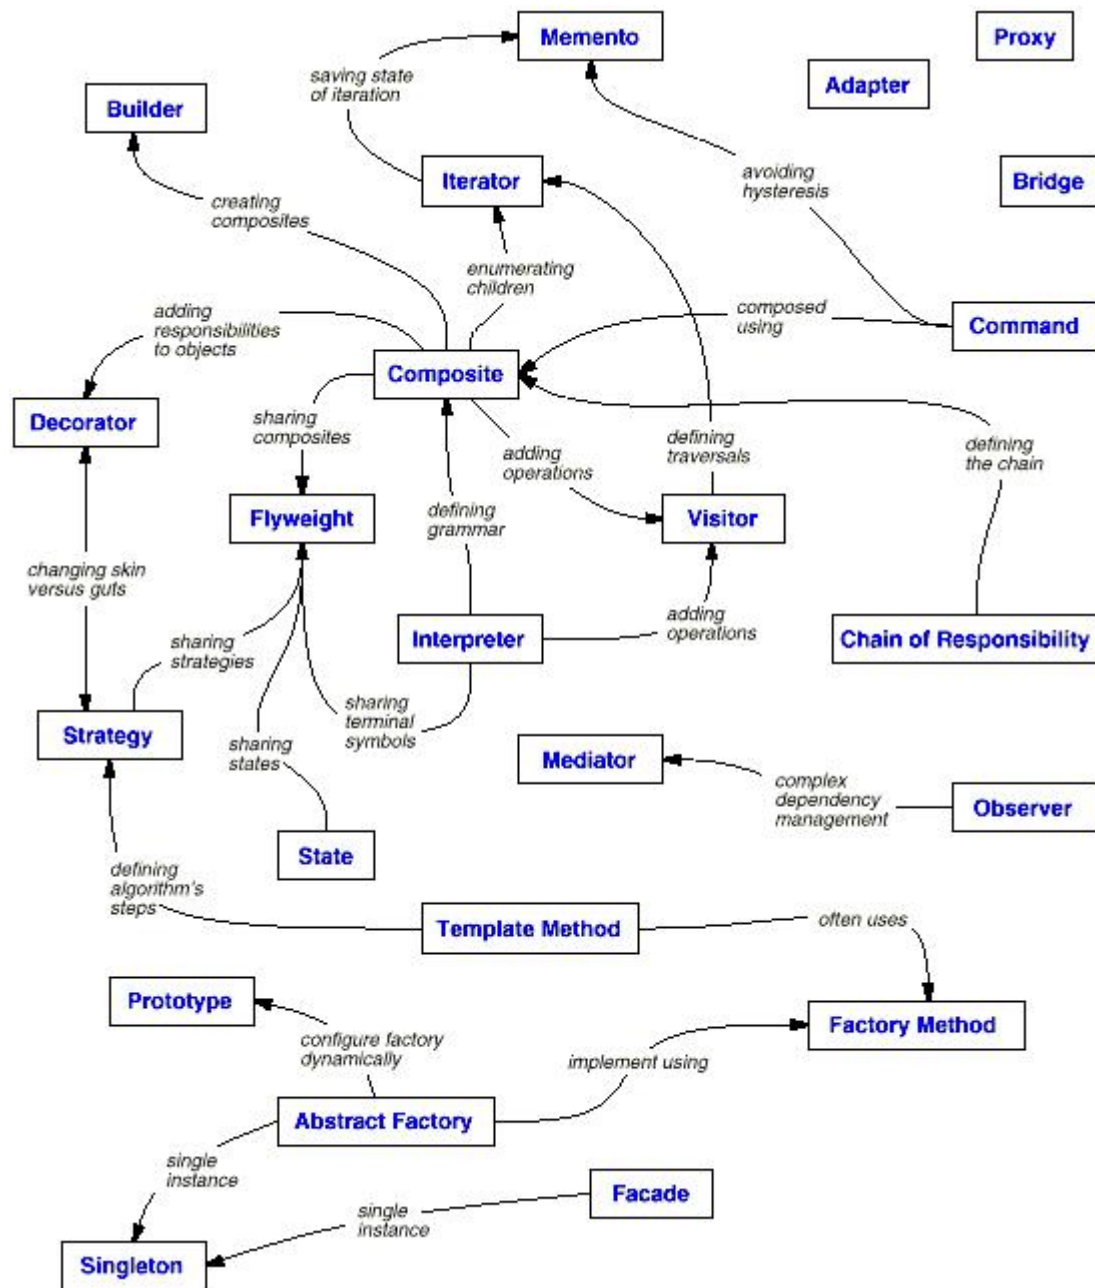 Memento
Proxy
Adapter
saving state
of iteration
Builder
avoiding
hysteresis
Iterator
Bridge
creating
composites
enumerating
children
adding
responsibilities
to objects
composed
using
Command
Composite
Decorator
sharing
composites
adding
operations
defining
traversals
defining
the chain
Flyweight
defining
grammar
Visitor
changing skin
versus guts
sharing
strategies
Interpreter
adding
operations
Chain of Responsibility
sharing
terminal
symbols
Strategy
sharing
states
Mediator
complex
dependency
management
Observer
State
defining
algorithm's
steps
Template Method
often uses
Prototype
Factory Method
configure factory
dynamically
implement using
Abstract Factory
single
instance
Facade
single
instance
Singleton